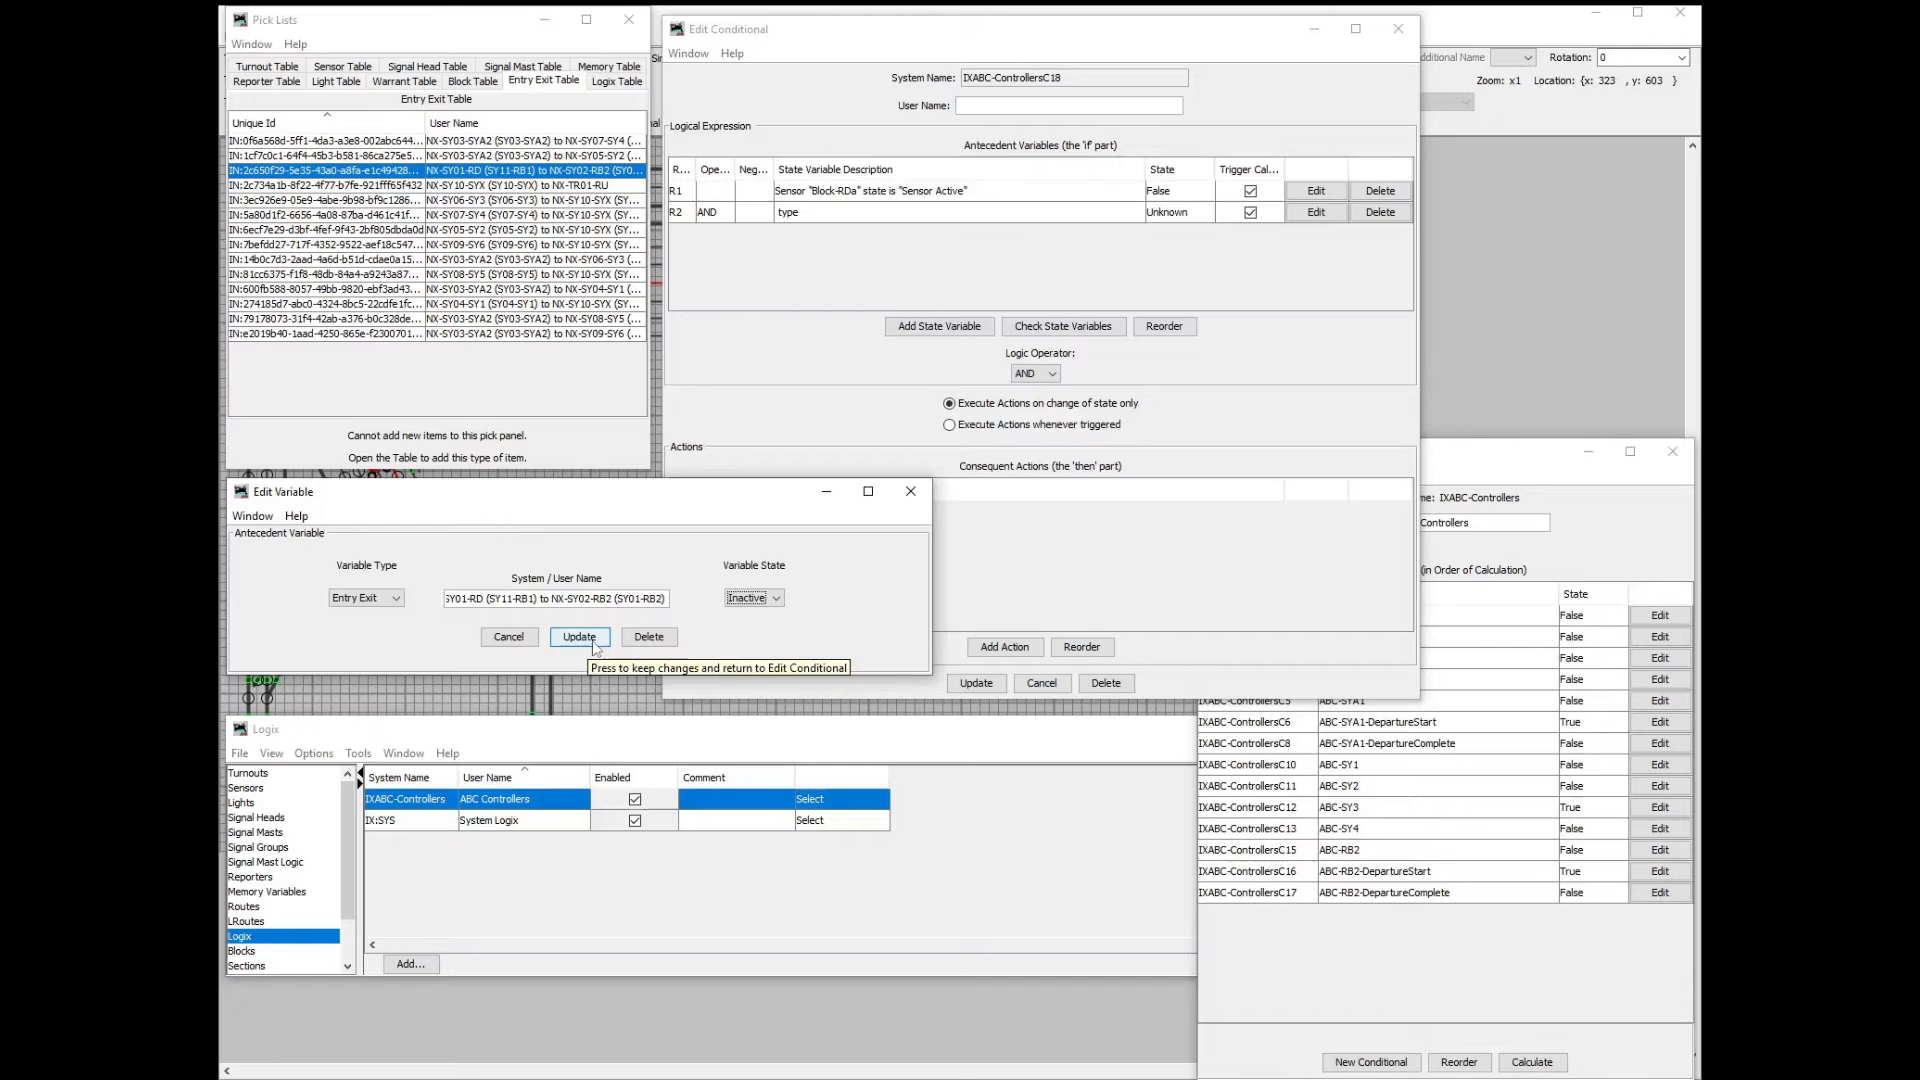 Pick Lists
Window Help
Turnout Table Sensor Table Signal Head Table Signal Mast Table Memory Table
Reporter Table Light Table Warrant Table Block Table Entry Exit Table Logix Table
Entry Exit Table
Unique Id User Name
IN:0f6a568d-5ff1-4da3-a3e8-002abc644... NX-SY03-SYA2 (SY03-SYA2) to NX-SY07-SY4 (...
IN:1cf7c0c1-64f4-45b3-b581-86ca275e5... NX-SY03-SYA2 (SY03-SYA2) to NX-SY05-SY2 (...
IN:2c650f29-5e35-43a0-a8fa-e1c49428... NX-SY01-RD (SY11-RB1) to NX-SY02-RB2 (SY0...
IN:2c734a1b-8f22-4f77-b7fe-921fff65f432 NX-SY10-SYX (SY10-SYX) to NX-TR01-RU
IN:3ec926e9-05e9-4abe-9b98-bf9c1286... NX-SY06-SY3 (SY06-SY3) to NX-SY10-SYX (SY...
IN:5a80d1f2-6656-4a08-87ba-d461c41f... NX-SY07-SY4 (SY07-SY4) to NX-SY10-SYX (SY...
IN:6ecf7e29-d3bf-4fef-9f43-2bf805dbda0d NX-SY05-SY2 (SY05-SY2) to NX-SY10-SYX (SY...
IN:7befdd27-717f-4352-9522-aef18c547... NX-SY09-SY6 (SY09-SY6) to NX-SY10-SYX (SY...
IN:14b0c7d3-2aad-4a6d-b51d-cdae0a15... NX-SY03-SYA2 (SY03-SYA2) to NX-SY06-SY3 (...
IN:81cc6375-f1f8-48db-84a4-a9243a87... NX-SY08-SY5 (SY08-SY5) to NX-SY10-SYX (SY...
IN:600fb588-8057-49bb-9820-ebf3ad43... NX-SY03-SYA2 (SY03-SYA2) to NX-SY04-SY1 (...
IN:274185d7-abc0-4324-8bc5-22cdfe1fc... NX-SY04-SY1 (SY04-SY1) to NX-SY10-SYX (SY...
IN:79178073-31f4-42ab-a376-b0c328de... NX-SY03-SYA2 (SY03-SYA2) to NX-SY08-SY5 (...
IN:e2019b40-1aad-4250-865e-f2300701... NX-SY03-SYA2 (SY03-SYA2) to NX-SY09-SY6 (...
Cannot add new items to this pick panel.
Open the Table to add this type of item.
Edit Conditional
Window Help
System Name: IXABC-ControllersC18
User Name:
Logical Expression
Antecedent Variables (the 'if' part)
R... Ope... Neg... State Variable Description State Trigger Cal...
R1 Sensor "Block-RDa" state is "Sensor Active" False Edit Delete
R2 AND type Unknown Edit Delete
Add State Variable Check State Variables Reorder
Logic Operator:
AND
Execute Actions on change of state only
Execute Actions whenever triggered
Actions
Consequent Actions (the 'then' part)
Add Action Reorder
Update Cancel Delete
dditional Name Rotation: 0
Zoom: x1 Location: {x: 323 , y: 603 }
Edit Variable
Window Help
Antecedent Variable
Variable Type System / User Name Variable State
Entry Exit SY01-RD (SY11-RB1) to NX-SY02-RB2 (SY01-RB2) Inactive
Cancel Update Delete
Press to keep changes and return to Edit Conditional
Logix
File View Options Tools Window Help
Turnouts
Sensors
Lights
Signal Heads
Signal Masts
Signal Groups
Signal Mast Logic
Reporters
Memory Variables
Routes
LRoutes
Logix
Blocks
Sections
System Name User Name Enabled Comment
IXABC-Controllers ABC Controllers Select
IX:SYS System Logix Select
Add...
me: IXABC-Controllers
Controllers
(in Order of Calculation)
State
False Edit
False Edit
False Edit
False Edit
IXABC-ControllersC5 ABC-SYA1 False Edit
IXABC-ControllersC6 ABC-SYA1-DepartureStart True Edit
IXABC-ControllersC8 ABC-SYA1-DepartureComplete False Edit
IXABC-ControllersC10 ABC-SY1 False Edit
IXABC-ControllersC11 ABC-SY2 False Edit
IXABC-ControllersC12 ABC-SY3 True Edit
IXABC-ControllersC13 ABC-SY4 False Edit
IXABC-ControllersC15 ABC-RB2 False Edit
IXABC-ControllersC16 ABC-RB2-DepartureStart True Edit
IXABC-ControllersC17 ABC-RB2-DepartureComplete False Edit
New Conditional Reorder Calculate